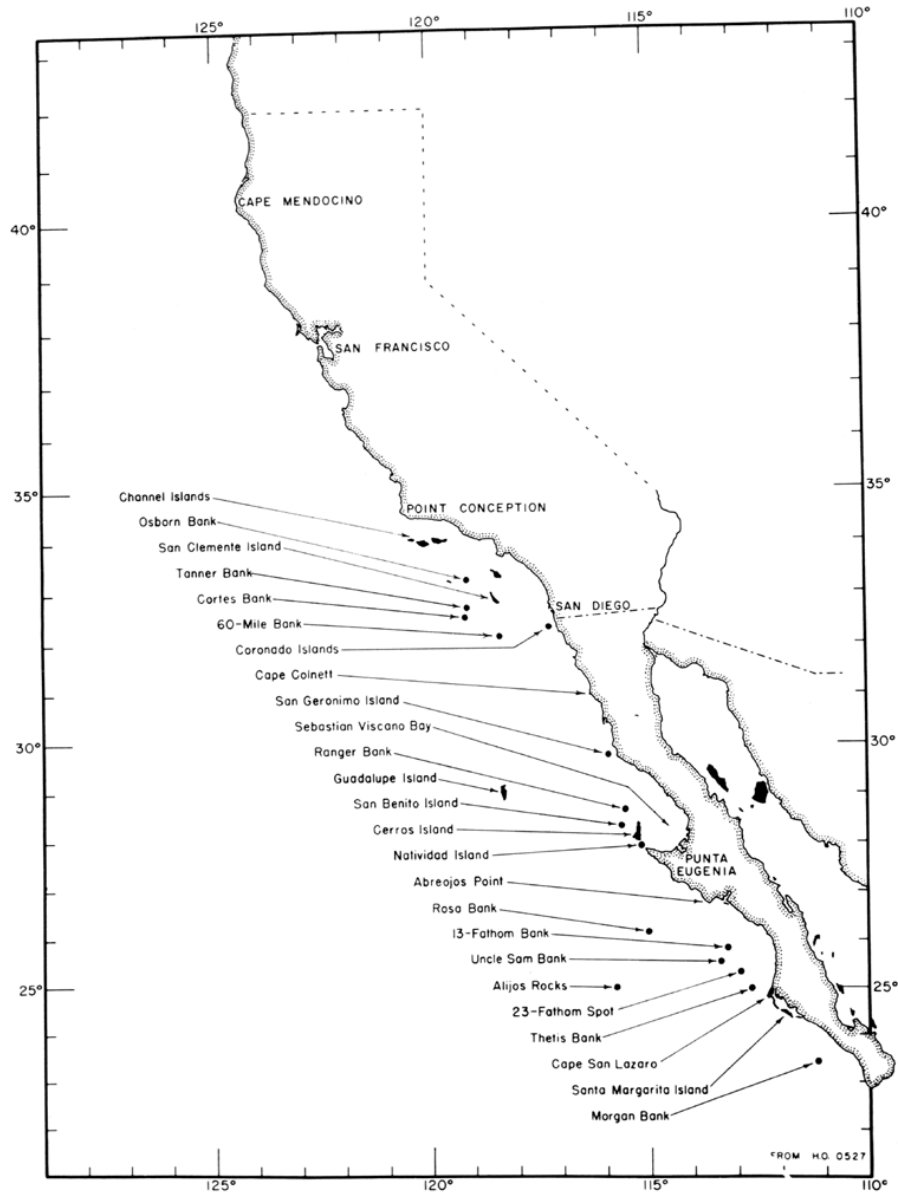 125°
120°
115°
110°
CAPE MENDOCINO
40°
40°
SAN FRANCISCO
35°
35°
Channel Islands
POINT CONCEPTION
Osborn Bank
San Clemente Island
Tanner Bank
Cortes Bank
SAN DIEGO
60-Mile Bank
Coronado Islands
Cape Colnett
San Geronimo Island
Sebastian Viscano Bay
30°
30°
Ranger Bank
Guadalupe Island
San Benito Island
Cerros Island
Natividad Island
PUNTA
EUGENIA
Abreojos Point
Rosa Bank
13-Fathom Bank
Uncle Sam Bank
25°
Alijos Rocks
25°
23-Fathom Spot
Thetis Bank
Cape San Lazaro
Santa Margarita Island
Morgan Bank
FROM H.O. 0527
125°
120°
115°
110°